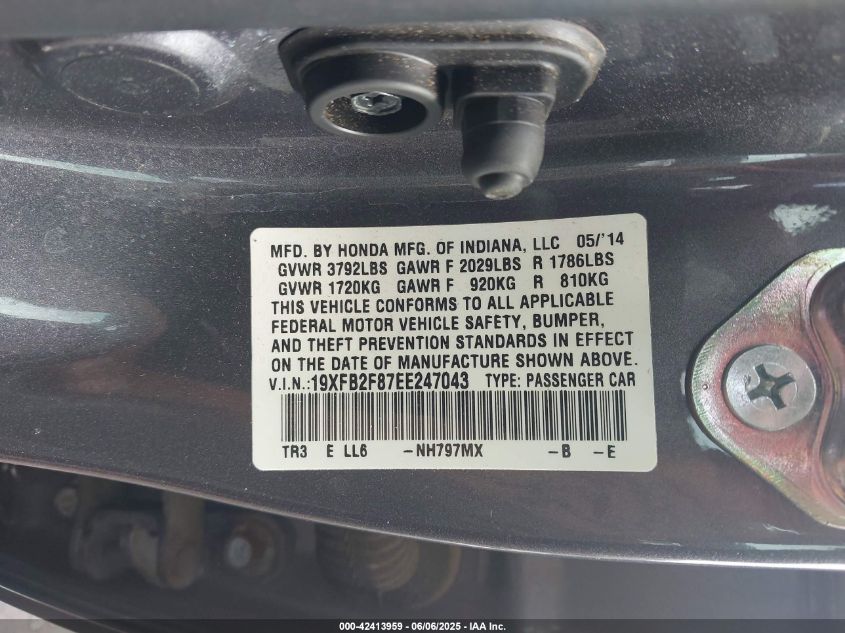 MFD. BY HONDA MFG. OF INDIANA, LLC 05/'14
GVWR 3792LBS GAWR F 2029LBS R 1786LBS
GVWR 1720KG GAWR F 920KG R 810KG
THIS VEHICLE CONFORMS TO ALL APPLICABLE
FEDERAL MOTOR VEHICLE SAFETY, BUMPER,
AND THEFT PREVENTION STANDARDS IN EFFECT
ON THE DATE OF MANUFACTURE SHOWN ABOVE.
V.I.N.:19XFB2F87EE247043 TYPE: PASSENGER CAR
TR3 E LL6 -NH797MX -B -E
000-42413959 - 06/06/2025 - IAA Inc.